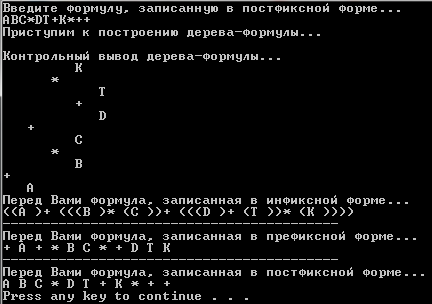 Введите формулу, записанную в постфиксной форме...
ABC*DT+K*++
Приступим к построению дерева-формулы...
Контрольный вывод дерева-формулы...
K
*
T
+
D
+
C
*
B
+
A
Перед Вами формула, записанная в инфиксной форме...
((A )+ (((B )* (C ))+ (((D )+ (T ))* (K ))))
-----------------------------------------
Перед Вами формула, записанная в префиксной форме...
+ A + * B C * + D T K
-----------------------------------------
Перед Вами формула, записанная в постфиксной форме...
A B C * D T + K * + +
Press any key to continue . . .